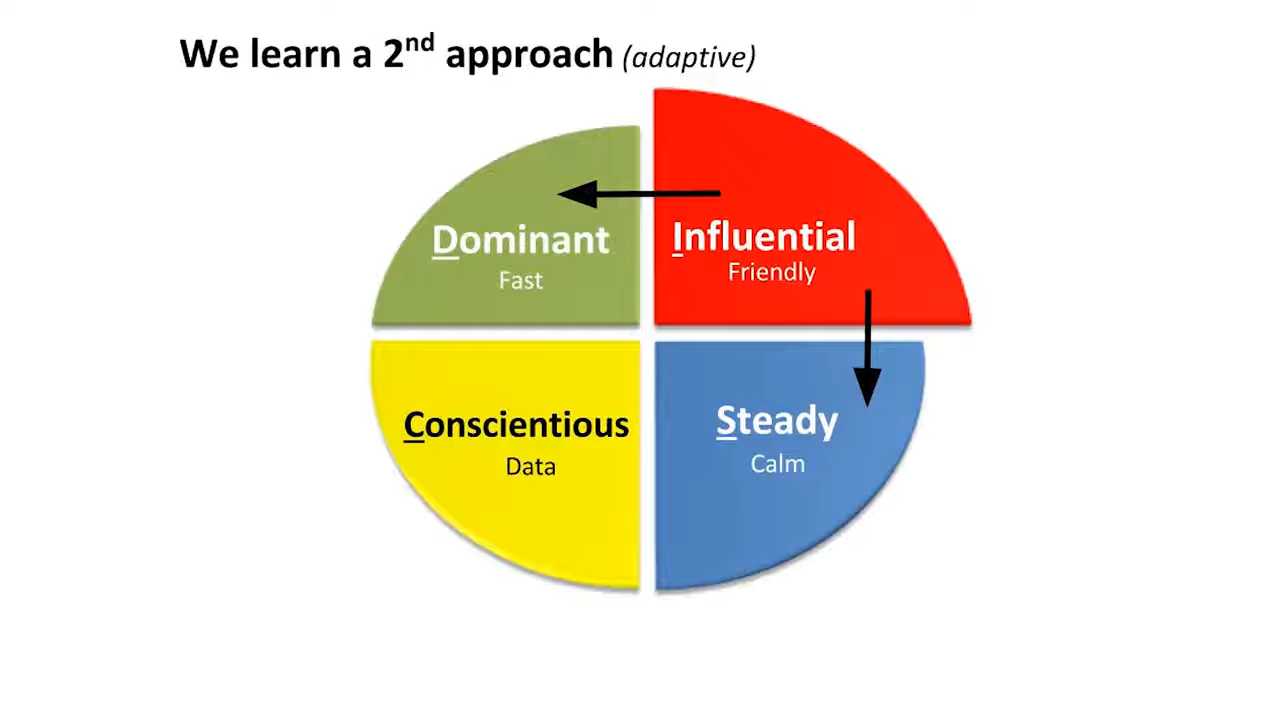 We learn a 2nd approach (adaptive)
Dominant
Fast
Influential
Friendly
Conscientious
Data
Steady
Calm